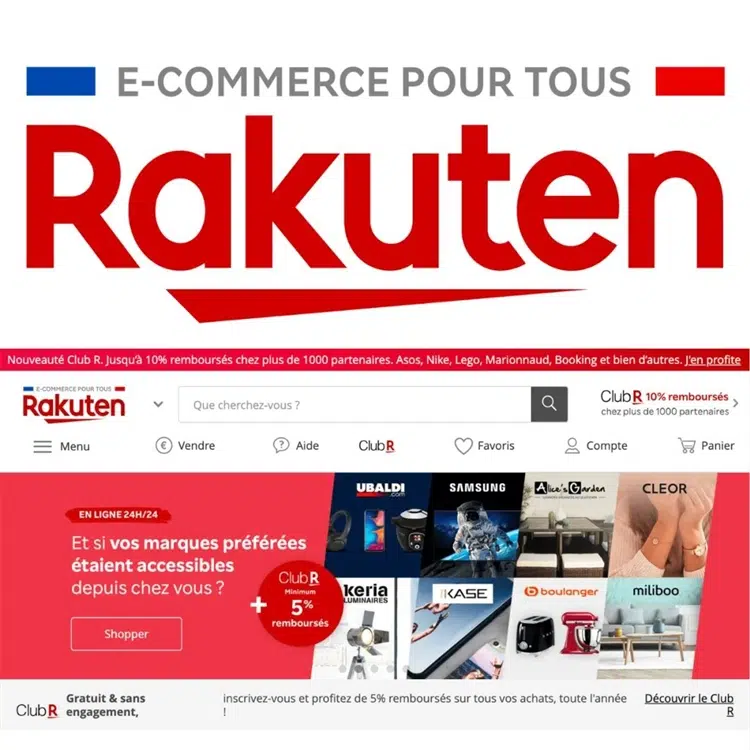 E-COMMERCE POUR TOUS
Rakuten
Nouveauté Club R. Jusqu'à 10% remboursés chez plus de 1000 partenaires. Asos, Nike, Lego, Marionnaud, Booking et bien d'autres. J'en profite
E-COMMERCE POUR TOUS
Rakuten
Que cherchez-vous ?
Club R 10% remboursés
chez plus de 1000 partenaires
Menu
€ Vendre
? Aide
Club R
Favoris
Compte
Panier
EN LIGNE 24H/24
Et si vos marques préférées
étaient accessibles
depuis chez vous ?
Shopper
+
Club R
Minimum
5%
remboursés
UBALDI
.com
SAMSUNG
Alice's Garden
CLEOR
keria
LUMINAIRES
KASE
b boulanger
miliboo
Club R
Gratuit & sans
engagement,
inscrivez-vous et profitez de 5% remboursés sur tous vos achats, toute l'année
!
Découvrir le Club
R